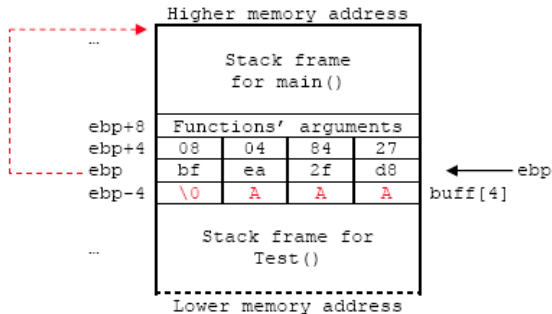 Higher memory address
…
Stack frame
for main()
ebp+8 Functions' arguments
ebp+4 08 04 84 27
ebp bf ea 2f d8 ebp
ebp-4 \0 A A A buff[4]
Stack frame for
… Test()
Lower memory address